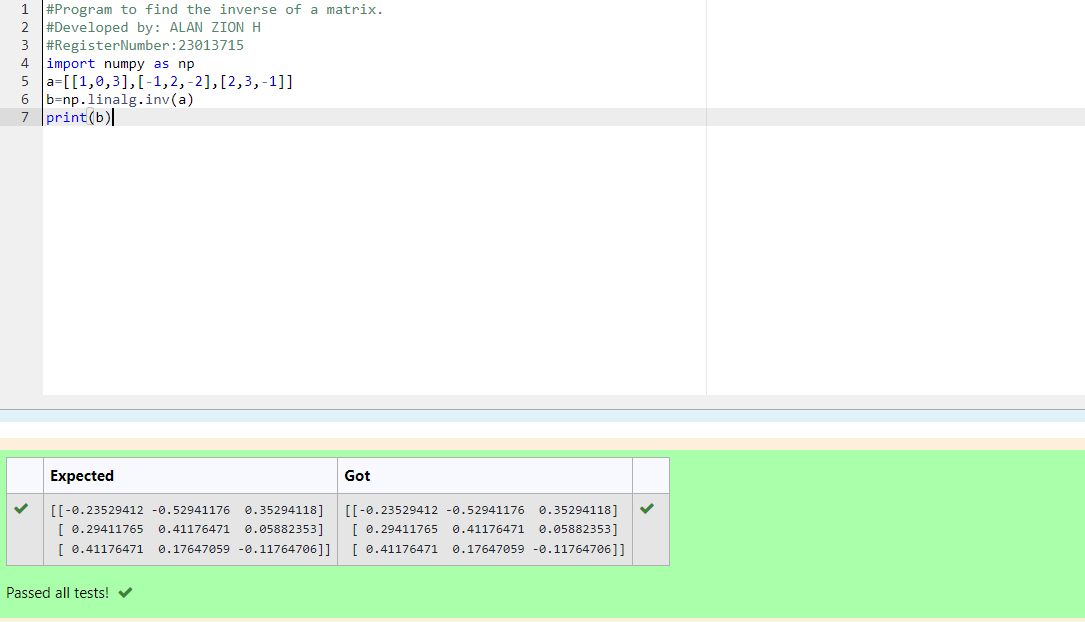 1 #Program to find the inverse of a matrix.
2 #Developed by: ALAN ZION H
3 #RegisterNumber:23013715
4 import numpy as np
5 a=[[1,0,3],[-1,2,-2],[2,3,-1]]
6 b=np.linalg.inv(a)
7 print(b)
Expected Got
[[-0.23529412 -0.52941176  0.35294118] [[-0.23529412 -0.52941176  0.35294118]
[ 0.29411765  0.41176471  0.05882353] [ 0.29411765  0.41176471  0.05882353]
[ 0.41176471  0.17647059 -0.11764706]] [ 0.41176471  0.17647059 -0.11764706]]
Passed all tests!